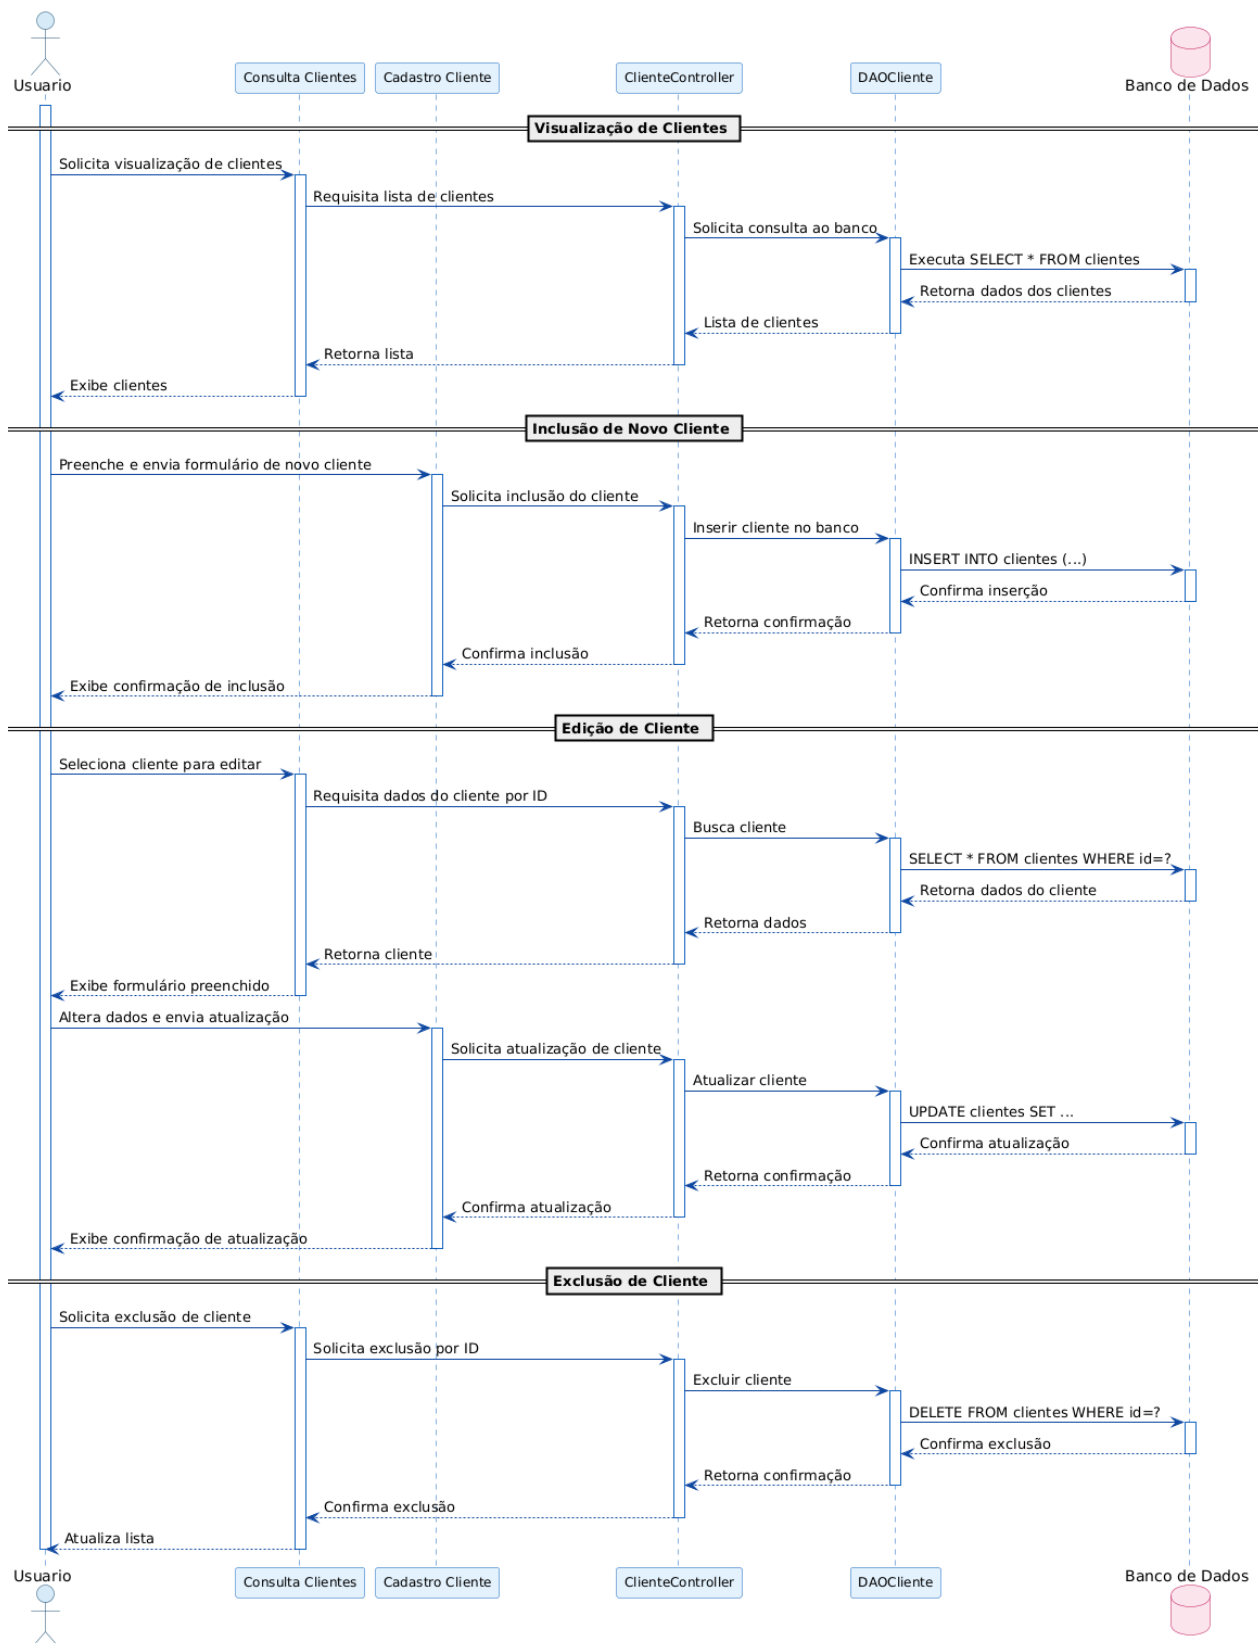 Usuario
Consulta Clientes
Cadastro Cliente
ClienteController
DAOCliente
Banco de Dados
Visualização de Clientes
Solicita visualização de clientes
Requisita lista de clientes
Solicita consulta ao banco
Executa SELECT * FROM clientes
Retorna dados dos clientes
Lista de clientes
Retorna lista
Exibe clientes
Inclusão de Novo Cliente
Preenche e envia formulário de novo cliente
Solicita inclusão do cliente
Inserir cliente no banco
INSERT INTO clientes (...)
Confirma inserção
Retorna confirmação
Confirma inclusão
Exibe confirmação de inclusão
Edição de Cliente
Seleciona cliente para editar
Requisita dados do cliente por ID
Busca cliente
SELECT * FROM clientes WHERE id=?
Retorna dados do cliente
Retorna dados
Retorna cliente
Exibe formulário preenchido
Altera dados e envia atualização
Solicita atualização de cliente
Atualizar cliente
UPDATE clientes SET ...
Confirma atualização
Retorna confirmação
Confirma atualização
Exibe confirmação de atualização
Exclusão de Cliente
Solicita exclusão de cliente
Solicita exclusão por ID
Excluir cliente
DELETE FROM clientes WHERE id=?
Confirma exclusão
Retorna confirmação
Confirma exclusão
Atualiza lista
Usuario
Consulta Clientes
Cadastro Cliente
ClienteController
DAOCliente
Banco de Dados